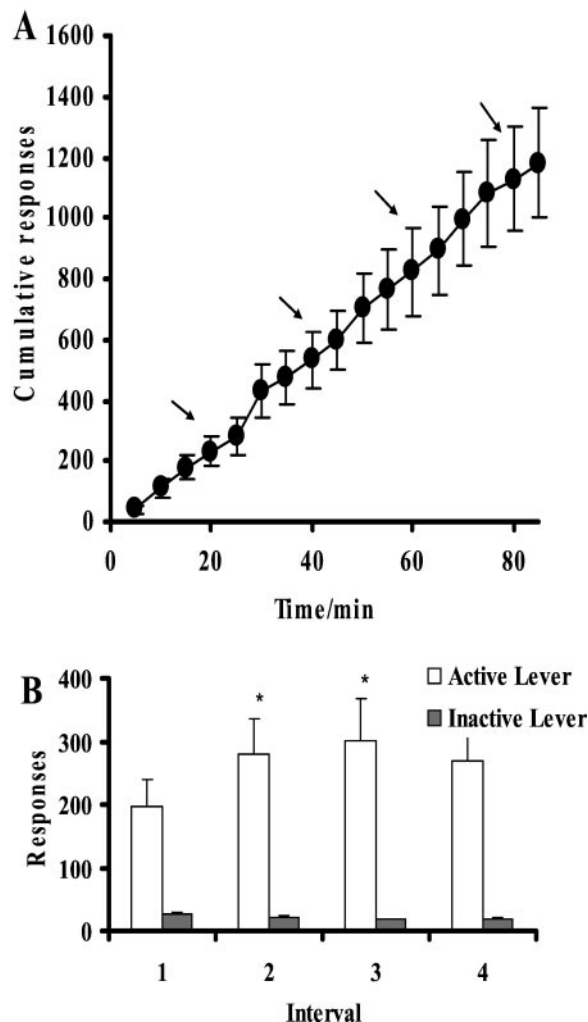 A
1600
1400
1200
1000
800
600
400
200
0
Cumulative responses
0 20 40 60 80
Time/min
B
Active Lever
Inactive Lever
400
300
200
100
0
Responses
* *
1 2 3 4
Interval